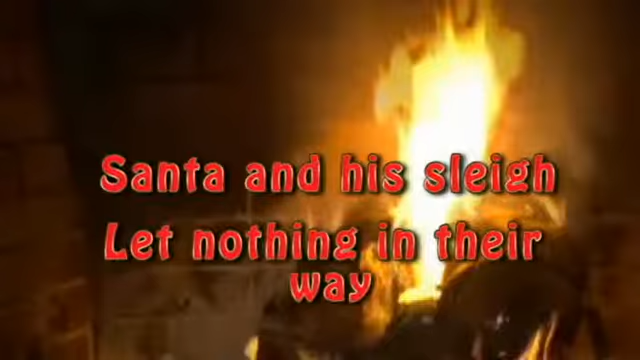 Santa and his sleigh
Let nothing in their
way